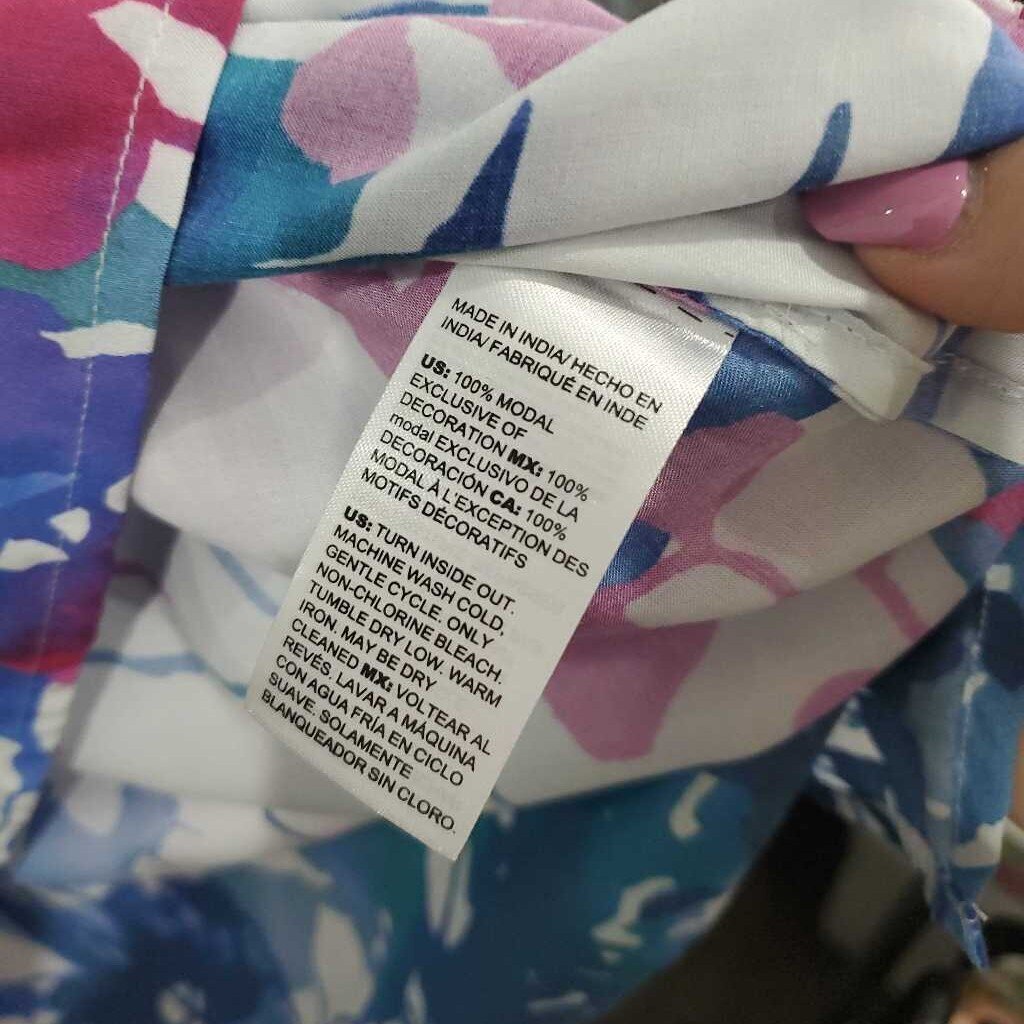 MADE IN INDIA/ HECHO EN
INDIA/ FABRIQUÉ EN INDE
US: 100% MODAL
EXCLUSIVE OF
DECORATION MX: 100%
modal EXCLUSIVO DE LA
DECORACIÓN CA: 100%
MODAL À L'EXCEPTION DES
MOTIFS DÉCORATIFS
US: TURN INSIDE OUT.
MACHINE WASH COLD,
GENTLE CYCLE. ONLY
NON-CHLORINE BLEACH.
TUMBLE DRY LOW. WARM
IRON. MAY BE DRY
CLEANED MX: VOLTEAR AL
REVÉS. LAVAR A MÁQUINA
CON AGUA FRÍA EN CICLO
SUAVE. SOLAMENTE
BLANQUEADOR SIN CLORO.